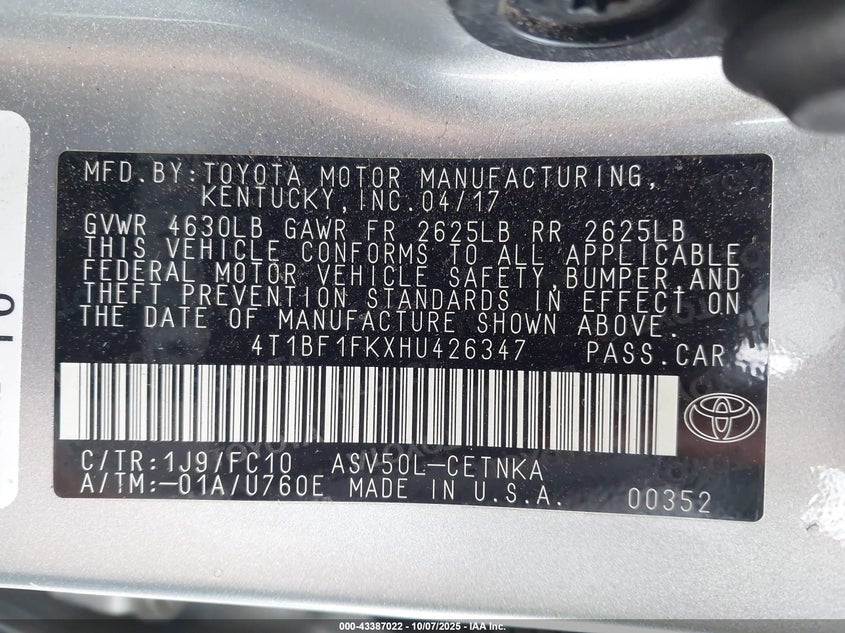 MFD.BY:TOYOTA MOTOR MANUFACTURING,
KENTUCKY,INC.04/17
GVWR 4630LB GAWR FR 2625LB RR 2625LB
THIS VEHICLE CONFORMS TO ALL APPLICABLE
FEDERAL MOTOR VEHICLE SAFETY,BUMPER,AND
THEFT PREVENTION STANDARDS IN EFFECT ON
THE DATE OF MANUFACTURE SHOWN ABOVE.
4T1BF1FKXHU426347 PASS.CAR
C/TR:1J9/FC10 ASV50L-CETNKA
A/TM:-01A/U760E MADE IN U.S.A. 00352
000-43387022 - 10/07/2025 - IAA Inc.